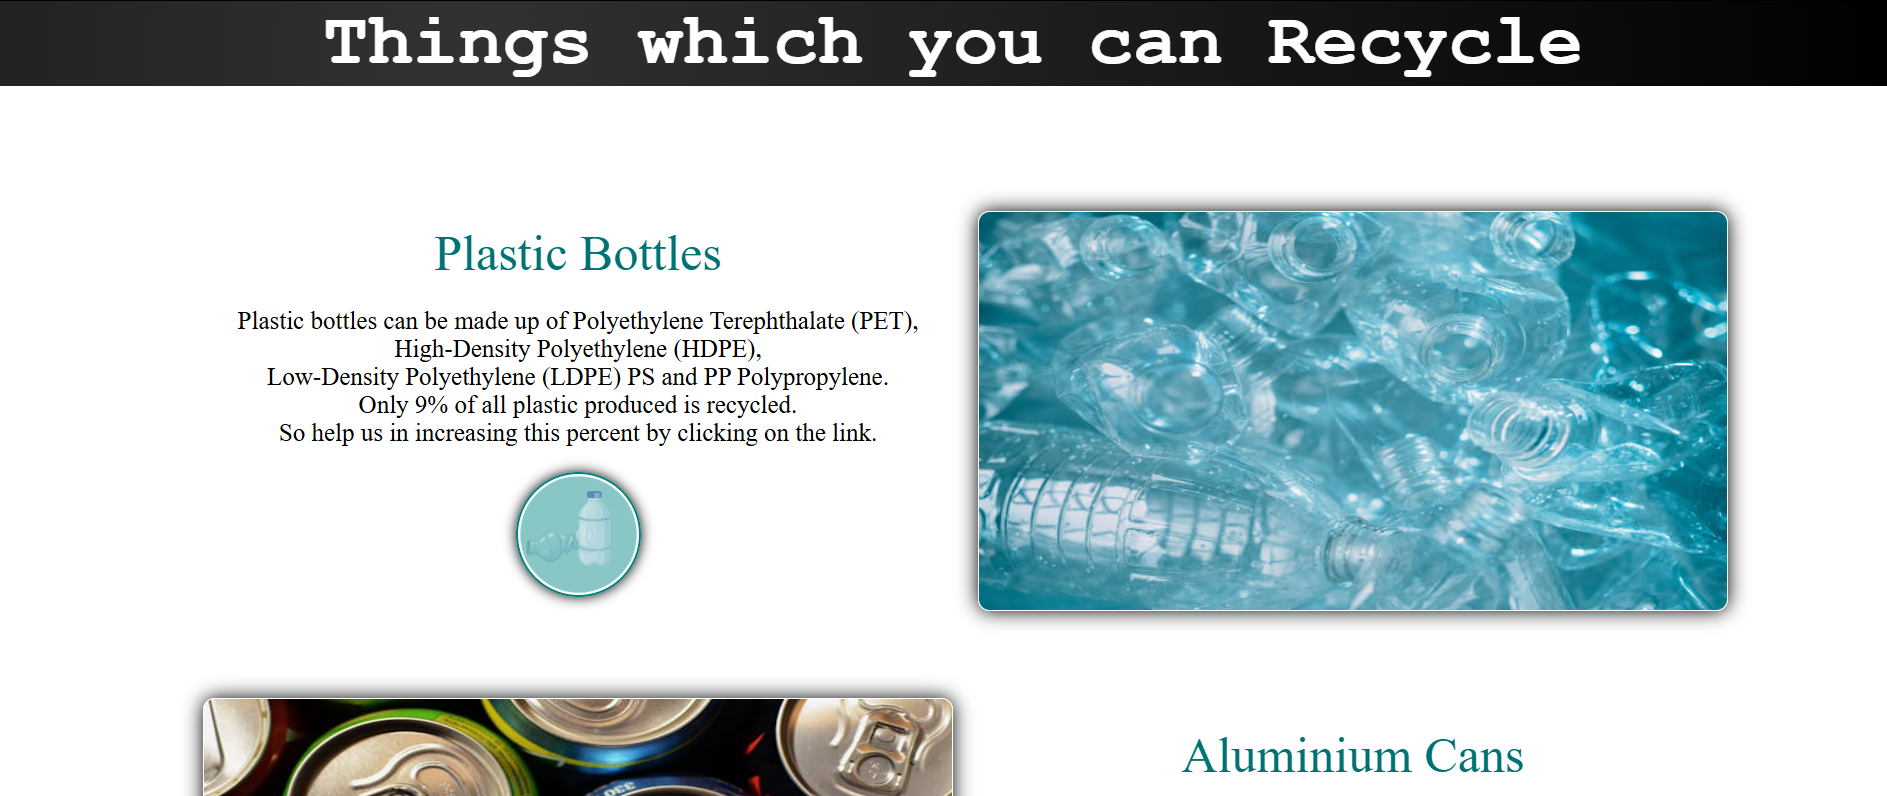 Things which you can Recycle
Plastic Bottles
Plastic bottles can be made up of Polyethylene Terephthalate (PET),
High-Density Polyethylene (HDPE),
Low-Density Polyethylene (LDPE) PS and PP Polypropylene.
Only 9% of all plastic produced is recycled.
So help us in increasing this percent by clicking on the link.
330
Aluminium Cans